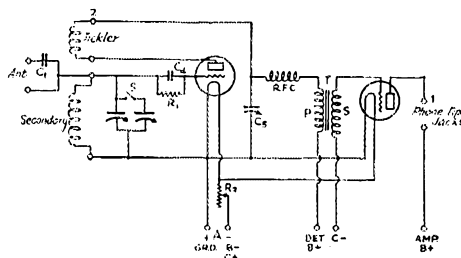 2
Tickler
Ant.
C1
C4
R1
S
Secondary
C5
RFC
T
P
S
1
Phone Tip
Jacks
R2
+ A -
GRD. B-
C+
DET.
B+
C-
AMP.
B+